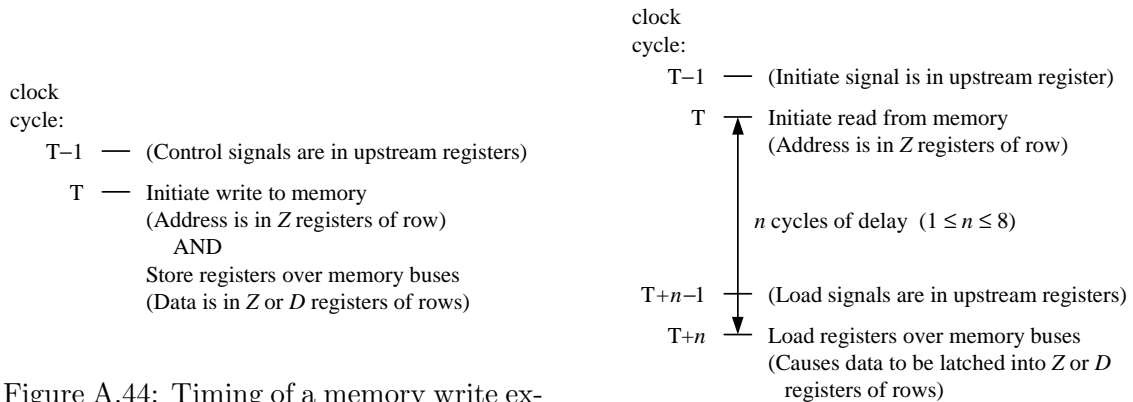 clock
cycle:
T−1 (Control signals are in upstream registers)
T Initiate write to memory
(Address is in Z registers of row)
AND
Store registers over memory buses
(Data is in Z or D registers of rows)
Figure A.44: Timing of a memory write ex-
clock
cycle:
T−1 (Initiate signal is in upstream register)
T Initiate read from memory
(Address is in Z registers of row)
n cycles of delay (1 ≤ n ≤ 8)
T+n−1 (Load signals are in upstream registers)
T+n Load registers over memory buses
(Causes data to be latched into Z or D
registers of rows)